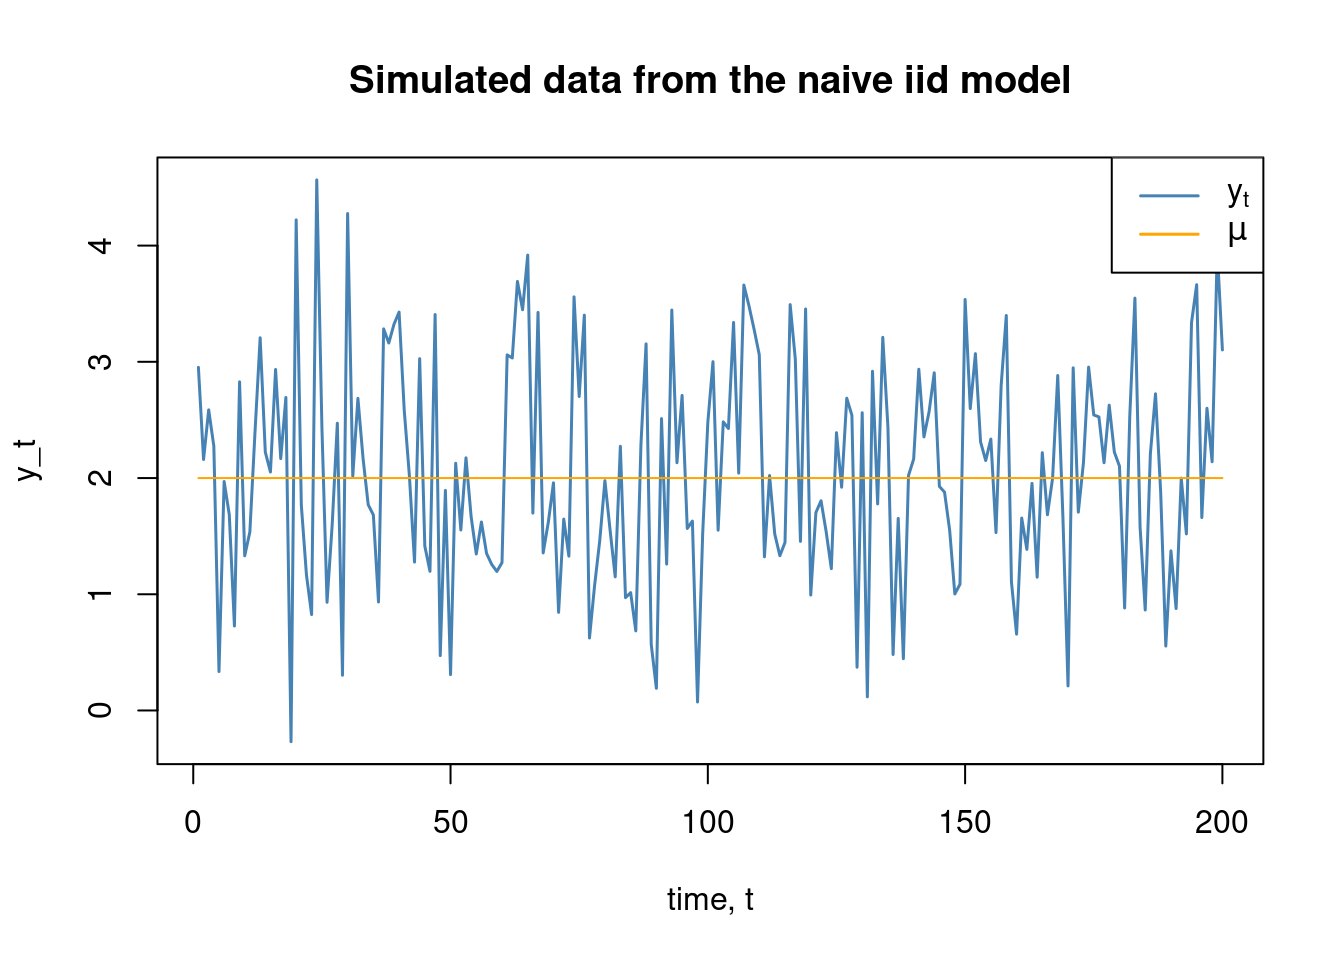 Simulated data from the naive iid model
y_t
4
3
2
1
0
yₜ
μ
0 50 100 150 200
time, t